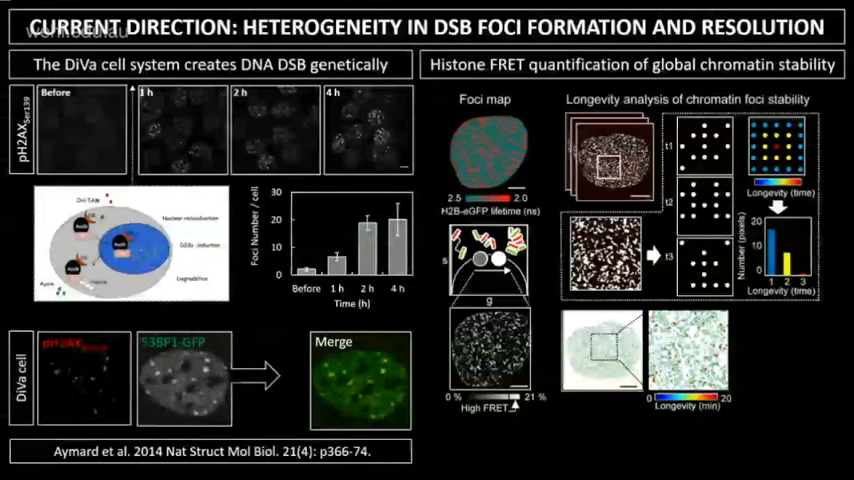 CURRENT DIRECTION: HETEROGENEITY IN DSB FOCI FORMATION AND RESOLUTION
The DiVa cell system creates DNA DSB genetically
Histone FRET quantification of global chromatin stability
pH2AXSer139
Before
1 h
2 h
4 h
Foci map
Longevity analysis of chromatin foci stability
t1
t2
t3
2.5
2.0
H2B-eGFP lifetime (ns)
Longevity (time)
s
g
Number (pixels)
20
10
0
1
2
3
Longevity (time)
Foci Number / cell
30
20
10
0
Before
1 h
2 h
4 h
Time (h)
DiVa cell
pH2AX
53BP1-GFP
Merge
0 %
21 %
High FRET
0
20
Longevity (min)
Aymard et al. 2014 Nat Struct Mol Biol. 21(4): p366-74.